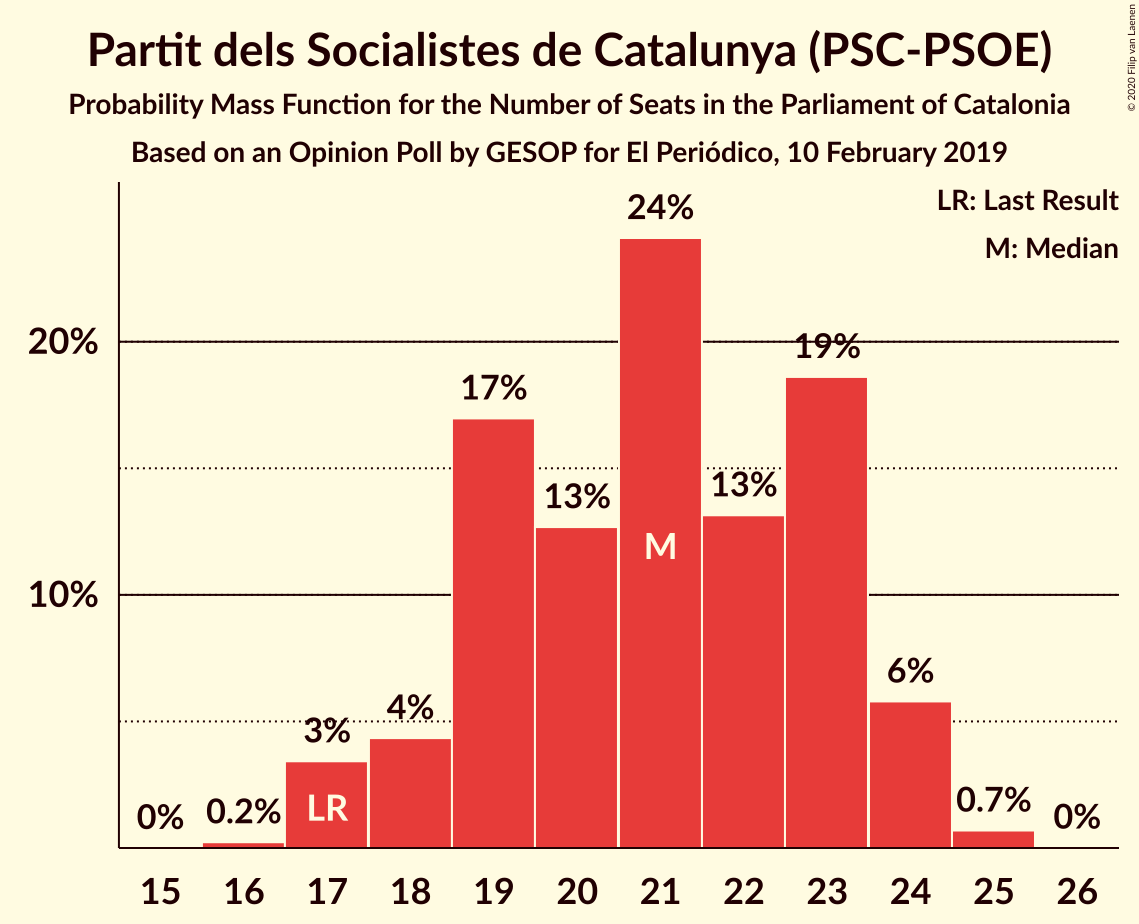 Partit dels Socialistes de Catalunya (PSC-PSOE)
Probability Mass Function for the Number of Seats in the Parliament of Catalonia
Based on an Opinion Poll by GESOP for El Periódico, 10 February 2019
© 2020 Filip van Laenen
LR: Last Result
M: Median
20%
10%
0%
0.2%
3%
4%
17%
13%
24%
13%
19%
6%
0.7%
0%
LR
M
15 16 17 18 19 20 21 22 23 24 25 26